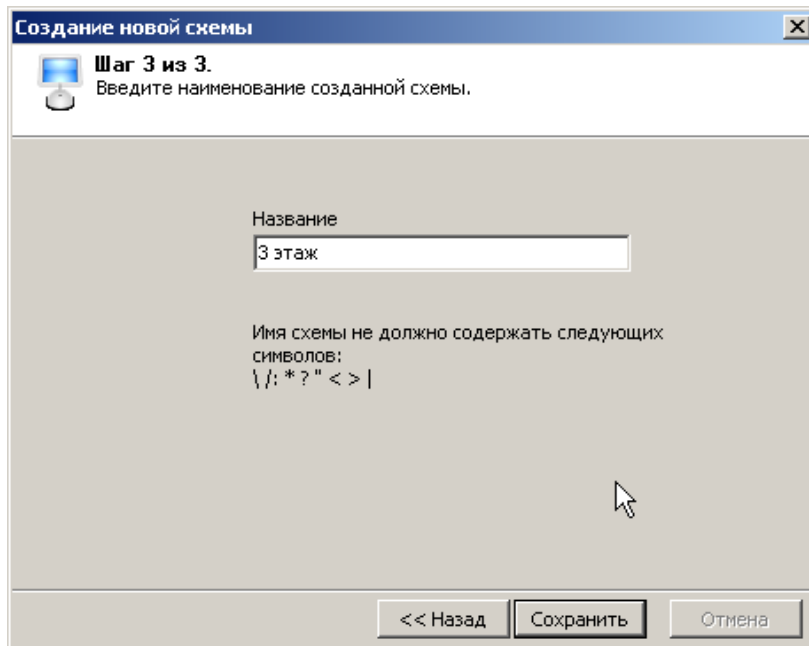 Создание новой схемы
Шаг 3 из 3.
Введите наименование созданной схемы.
Название
3 этаж
Имя схемы не должно содержать следующих
символов:
\ /: * ? " < > |
<< Назад
Сохранить
Отмена